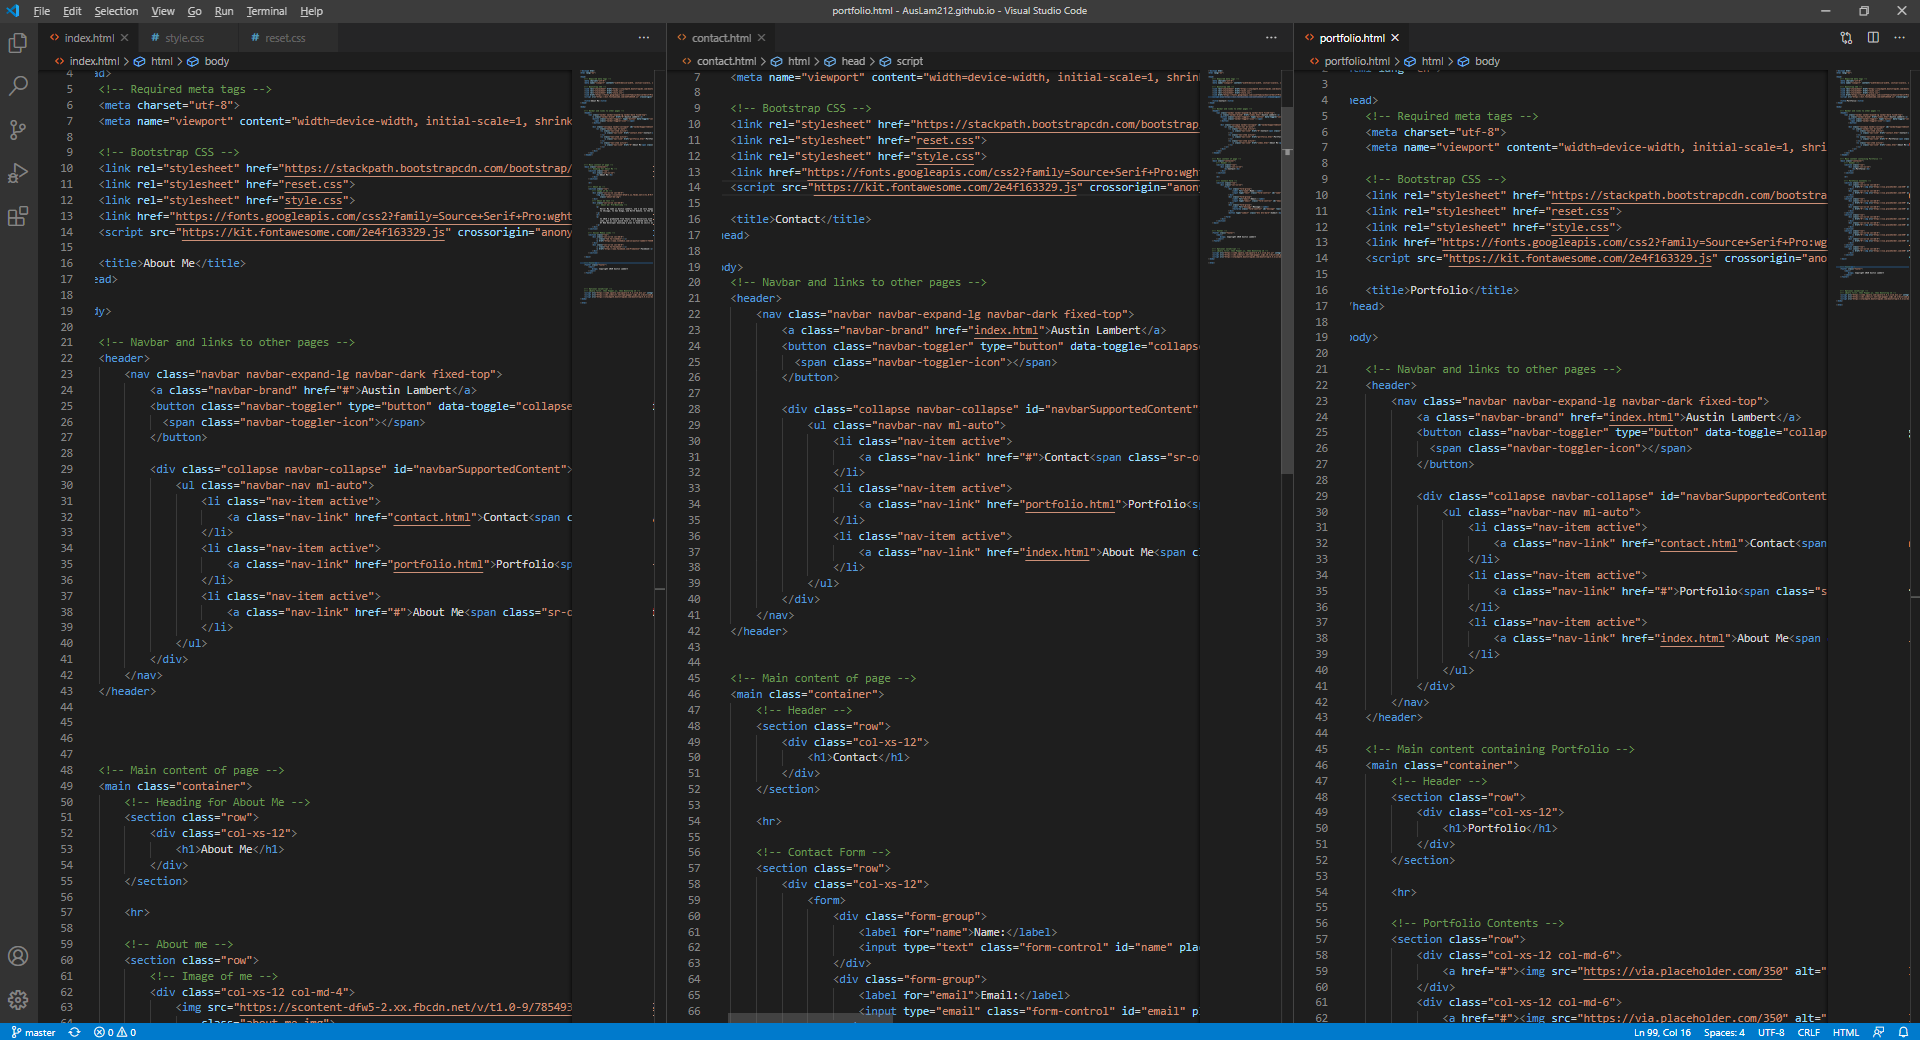 File Edit Selection View Go Run Terminal Help
portfolio.html - AusLam212.github.io - Visual Studio Code
index.html
style.css
reset.css
index.html > html > body
4 ad>
5 <!-- Required meta tags -->
6 <meta charset="utf-8">
7 <meta name="viewport" content="width=device-width, initial-scale=1, shrink
8
9 <!-- Bootstrap CSS -->
10 <link rel="stylesheet" href="https://stackpath.bootstrapcdn.com/bootstrap/
11 <link rel="stylesheet" href="reset.css">
12 <link rel="stylesheet" href="style.css">
13 <link href="https://fonts.googleapis.com/css2?family=Source+Serif+Pro:wght
14 <script src="https://kit.fontawesome.com/2e4f163329.js" crossorigin="anony
15
16 <title>About Me</title>
17 ead>
18
19 dy>
20
21 <!-- Navbar and links to other pages -->
22 <header>
23 <nav class="navbar navbar-expand-lg navbar-dark fixed-top">
24 <a class="navbar-brand" href="#">Austin Lambert</a>
25 <button class="navbar-toggler" type="button" data-toggle="collapse
26 <span class="navbar-toggler-icon"></span>
27 </button>
28
29 <div class="collapse navbar-collapse" id="navbarSupportedContent">
30 <ul class="navbar-nav ml-auto">
31 <li class="nav-item active">
32 <a class="nav-link" href="contact.html">Contact<span c
33 </li>
34 <li class="nav-item active">
35 <a class="nav-link" href="portfolio.html">Portfolio<sp
36 </li>
37 <li class="nav-item active">
38 <a class="nav-link" href="#">About Me<span class="sr-o
39 </li>
40 </ul>
41 </div>
42 </nav>
43 </header>
44
45
46
47
48 <!-- Main content of page -->
49 <main class="container">
50 <!-- Heading for About Me -->
51 <section class="row">
52 <div class="col-xs-12">
53 <h1>About Me</h1>
54 </div>
55 </section>
56
57 <hr>
58
59 <!-- About me -->
60 <section class="row">
61 <!-- Image of me -->
62 <div class="col-xs-12 col-md-4">
63 <img src="https://scontent-dfw5-2.xx.fbcdn.net/v/t1.0-9/785493
64 class="about-me-img">
contact.html
contact.html > html > head > script
7 <meta name="viewport" content="width=device-width, initial-scale=1, shrin
8
9 <!-- Bootstrap CSS -->
10 <link rel="stylesheet" href="https://stackpath.bootstrapcdn.com/bootstrap
11 <link rel="stylesheet" href="reset.css">
12 <link rel="stylesheet" href="style.css">
13 <link href="https://fonts.googleapis.com/css2?family=Source+Serif+Pro:wgh
14 <script src="https://kit.fontawesome.com/2e4f163329.js" crossorigin="anon
15
16 <title>Contact</title>
17 head>
18
19 ody>
20 <!-- Navbar and links to other pages -->
21 <header>
22 <nav class="navbar navbar-expand-lg navbar-dark fixed-top">
23 <a class="navbar-brand" href="index.html">Austin Lambert</a>
24 <button class="navbar-toggler" type="button" data-toggle="collaps
25 <span class="navbar-toggler-icon"></span>
26 </button>
27
28 <div class="collapse navbar-collapse" id="navbarSupportedContent"
29 <ul class="navbar-nav ml-auto">
30 <li class="nav-item active">
31 <a class="nav-link" href="#">Contact<span class="sr-o
32 </li>
33 <li class="nav-item active">
34 <a class="nav-link" href="portfolio.html">Portfolio<s
35 </li>
36 <li class="nav-item active">
37 <a class="nav-link" href="index.html">About Me<span c
38 </li>
39 </ul>
40 </div>
41 </nav>
42 </header>
43
44
45 <!-- Main content of page -->
46 <main class="container">
47 <!-- Header -->
48 <section class="row">
49 <div class="col-xs-12">
50 <h1>Contact</h1>
51 </div>
52 </section>
53
54 <hr>
55
56 <!-- Contact Form -->
57 <section class="row">
58 <div class="col-xs-12">
59 <form>
60 <div class="form-group">
61 <label for="name">Name:</label>
62 <input type="text" class="form-control" id="name" pla
63 </div>
64 <div class="form-group">
65 <label for="email">Email:</label>
66 <input type="email" class="form-control" id="email" p
portfolio.html
portfolio.html > html > body
3
4 head>
5 <!-- Required meta tags -->
6 <meta charset="utf-8">
7 <meta name="viewport" content="width=device-width, initial-scale=1, shri
8
9 <!-- Bootstrap CSS -->
10 <link rel="stylesheet" href="https://stackpath.bootstrapcdn.com/bootstra
11 <link rel="stylesheet" href="reset.css">
12 <link rel="stylesheet" href="style.css">
13 <link href="https://fonts.googleapis.com/css2?family=Source+Serif+Pro:wg
14 <script src="https://kit.fontawesome.com/2e4f163329.js" crossorigin="ano
15
16 <title>Portfolio</title>
17 /head>
18
19 body>
20
21 <!-- Navbar and links to other pages -->
22 <header>
23 <nav class="navbar navbar-expand-lg navbar-dark fixed-top">
24 <a class="navbar-brand" href="index.html">Austin Lambert</a>
25 <button class="navbar-toggler" type="button" data-toggle="collap
26 <span class="navbar-toggler-icon"></span>
27 </button>
28
29 <div class="collapse navbar-collapse" id="navbarSupportedContent
30 <ul class="navbar-nav ml-auto">
31 <li class="nav-item active">
32 <a class="nav-link" href="contact.html">Contact<span
33 </li>
34 <li class="nav-item active">
35 <a class="nav-link" href="#">Portfolio<span class="s
36 </li>
37 <li class="nav-item active">
38 <a class="nav-link" href="index.html">About Me<span
39 </li>
40 </ul>
41 </div>
42 </nav>
43 </header>
44
45 <!-- Main content containing Portfolio -->
46 <main class="container">
47 <!-- Header -->
48 <section class="row">
49 <div class="col-xs-12">
50 <h1>Portfolio</h1>
51 </div>
52 </section>
53
54 <hr>
55
56 <!-- Portfolio Contents -->
57 <section class="row">
58 <div class="col-xs-12 col-md-6">
59 <a href="#"><img src="https://via.placeholder.com/350" alt="
60 </div>
61 <div class="col-xs-12 col-md-6">
62 <a href="#"><img src="https://via.placeholder.com/350" alt="
master 0 0
Ln 99, Col 16 Spaces: 4 UTF-8 CRLF HTML